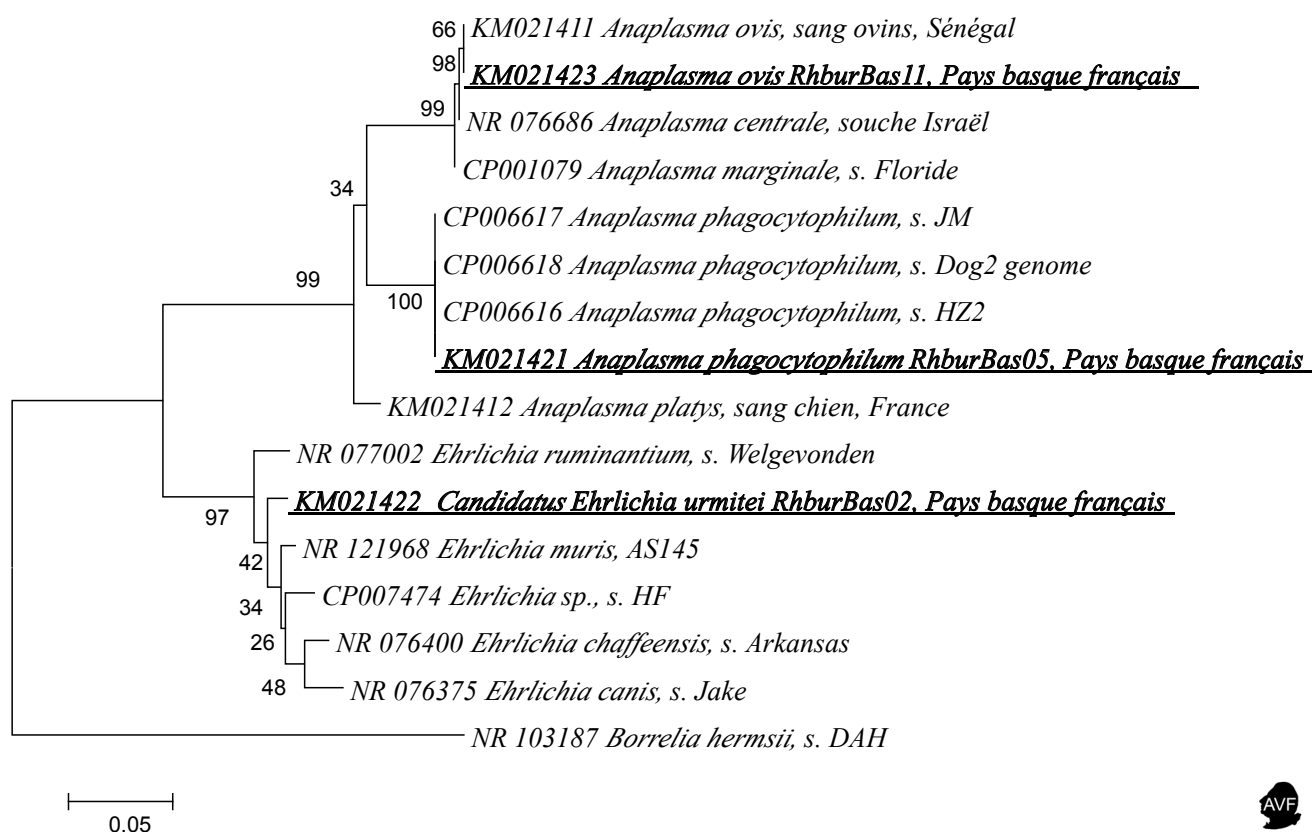 66 KM021411 Anaplasma ovis, sang ovins, Sénégal
98 KM021423 Anaplasma ovis RhburBas11, Pays basque français
99 NR 076686 Anaplasma centrale, souche Israël
CP001079 Anaplasma marginale, s. Floride
34
CP006617 Anaplasma phagocytophilum, s. JM
CP006618 Anaplasma phagocytophilum, s. Dog2 genome
99
100 CP006616 Anaplasma phagocytophilum, s. HZ2
KM021421 Anaplasma phagocytophilum RhburBas05, Pays basque français
KM021412 Anaplasma platys, sang chien, France
NR 077002 Ehrlichia ruminantium, s. Welgevonden
KM021422 Candidatus Ehrlichia urmitei RhburBas02, Pays basque français
97
42 NR 121968 Ehrlichia muris, AS145
34 CP007474 Ehrlichia sp., s. HF
26 NR 076400 Ehrlichia chaffeensis, s. Arkansas
48 NR 076375 Ehrlichia canis, s. Jake
NR 103187 Borrelia hermsii, s. DAH
0.05
AVF